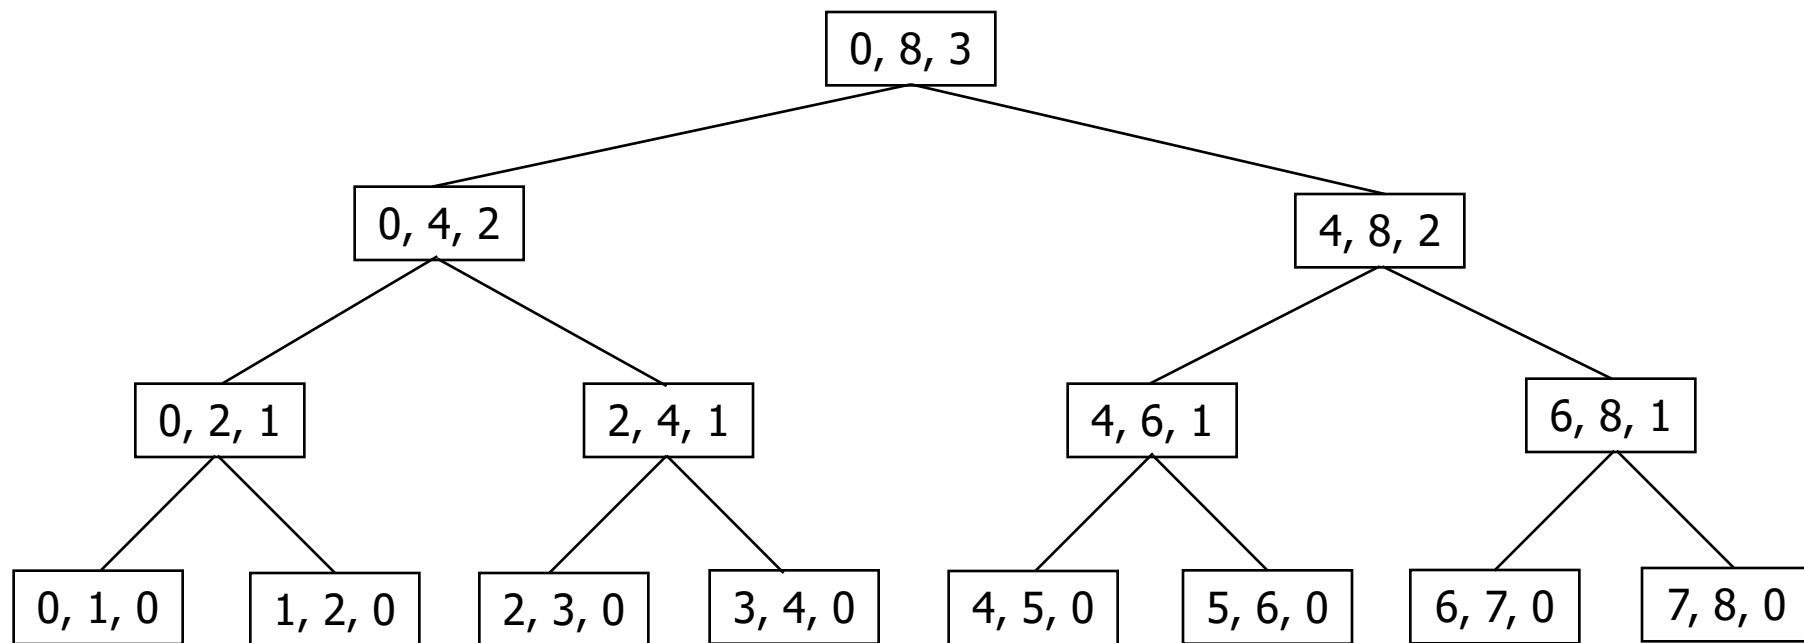 0, 8, 3
0, 4, 2
4, 8, 2
0, 2, 1
2, 4, 1
4, 6, 1
6, 8, 1
0, 1, 0
1, 2, 0
2, 3, 0
3, 4, 0
4, 5, 0
5, 6, 0
6, 7, 0
7, 8, 0